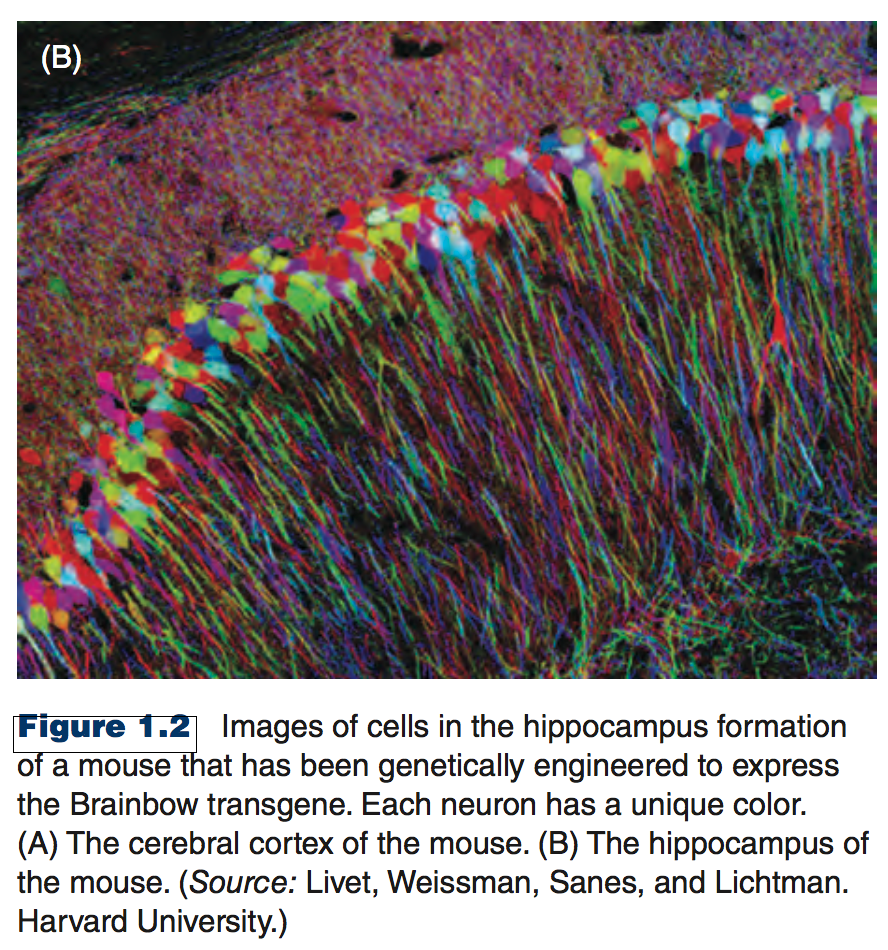 (B)
Figure 1.2 Images of cells in the hippocampus formation
of a mouse that has been genetically engineered to express
the Brainbow transgene. Each neuron has a unique color.
(A) The cerebral cortex of the mouse. (B) The hippocampus of
the mouse. (Source: Livet, Weissman, Sanes, and Lichtman.
Harvard University.)